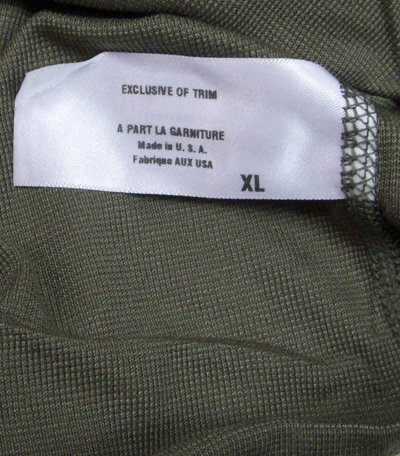 EXCLUSIVE OF TRIM
A PART LA GARNITURE
Made in U. S. A.
Fabrique AUX USA
XL